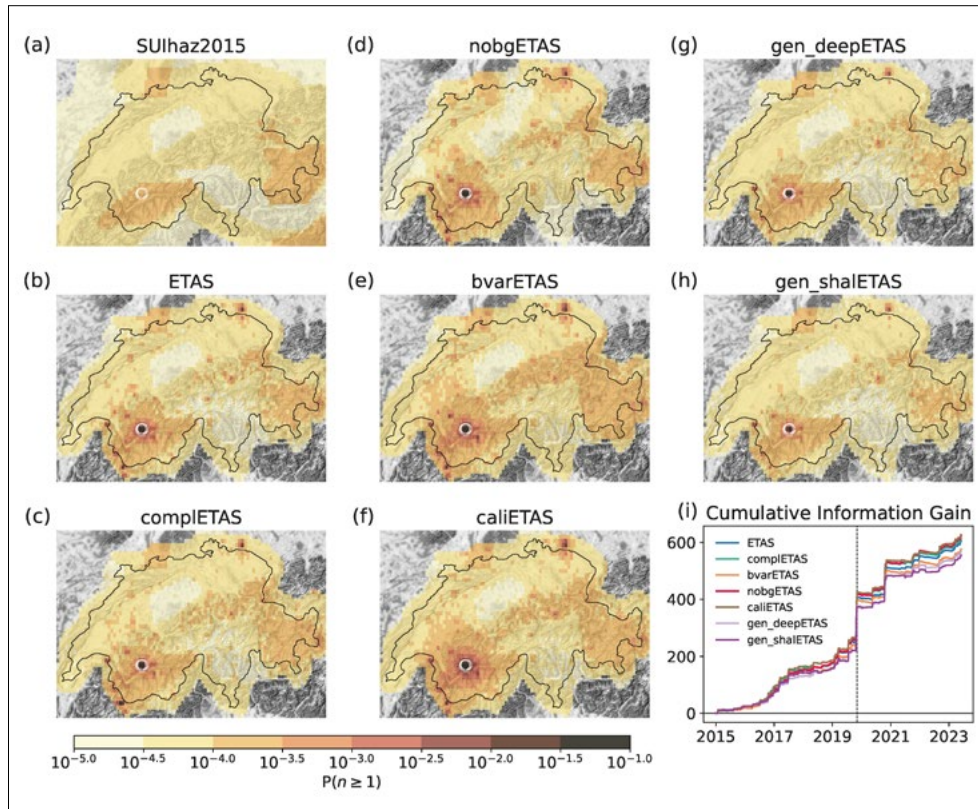 (a) SUIhaz2015
(d) nobgETAS
(g) gen_deepETAS
(b) ETAS
(e) bvarETAS
(h) gen_shalETAS
(c) complETAS
(f) caliETAS
(i) Cumulative Information Gain
600
400
200
0
ETAS
complETAS
bvarETAS
nobgETAS
caliETAS
gen_deepETAS
gen_shalETAS
2015 2017 2019 2021 2023
10^-5.0 10^-4.5 10^-4.0 10^-3.5 10^-3.0 10^-2.5 10^-2.0 10^-1.5 10^-1.0
P(n ≥ 1)